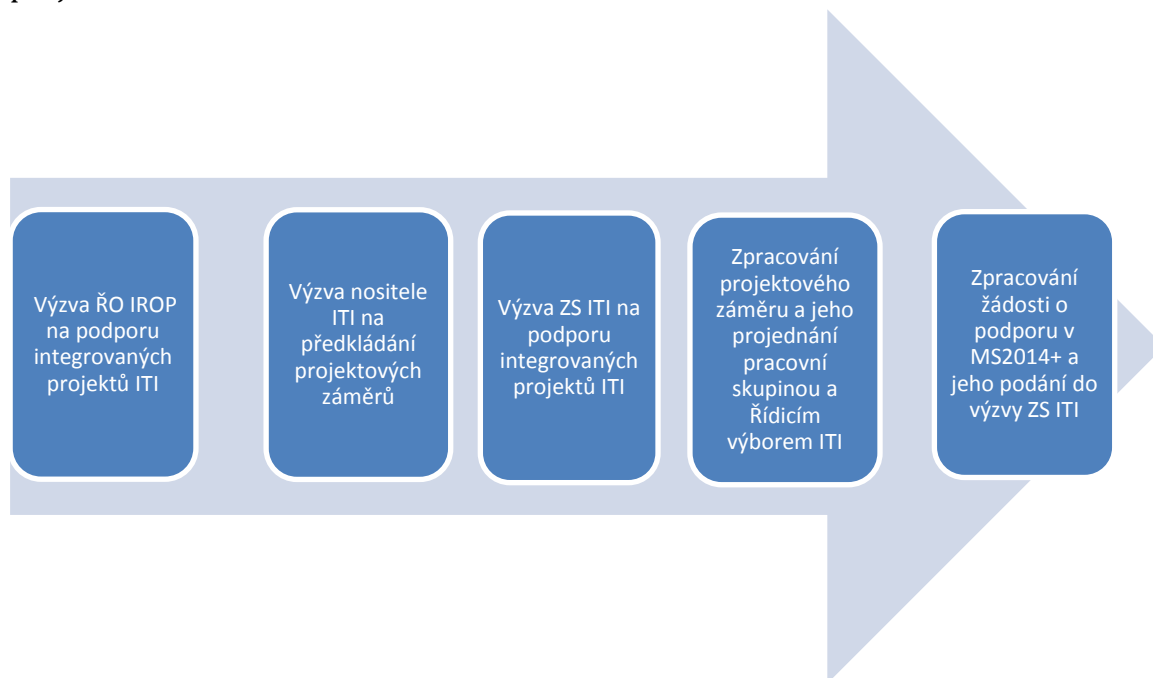 Výzva ŘO IROP
na podporu
integrovaných
projektů ITI
Výzva nositele
ITI na
předkládání
projektových
záměrů
Výzva ZS ITI na
podporu
integrovaných
projektů ITI
Zpracování
projektového
záměru a jeho
projednání
pracovní
skupinou a
Řídicím
výborem ITI
Zpracování
žádosti o
podporu v
MS2014+ a
jeho podání do
výzvy ZS ITI